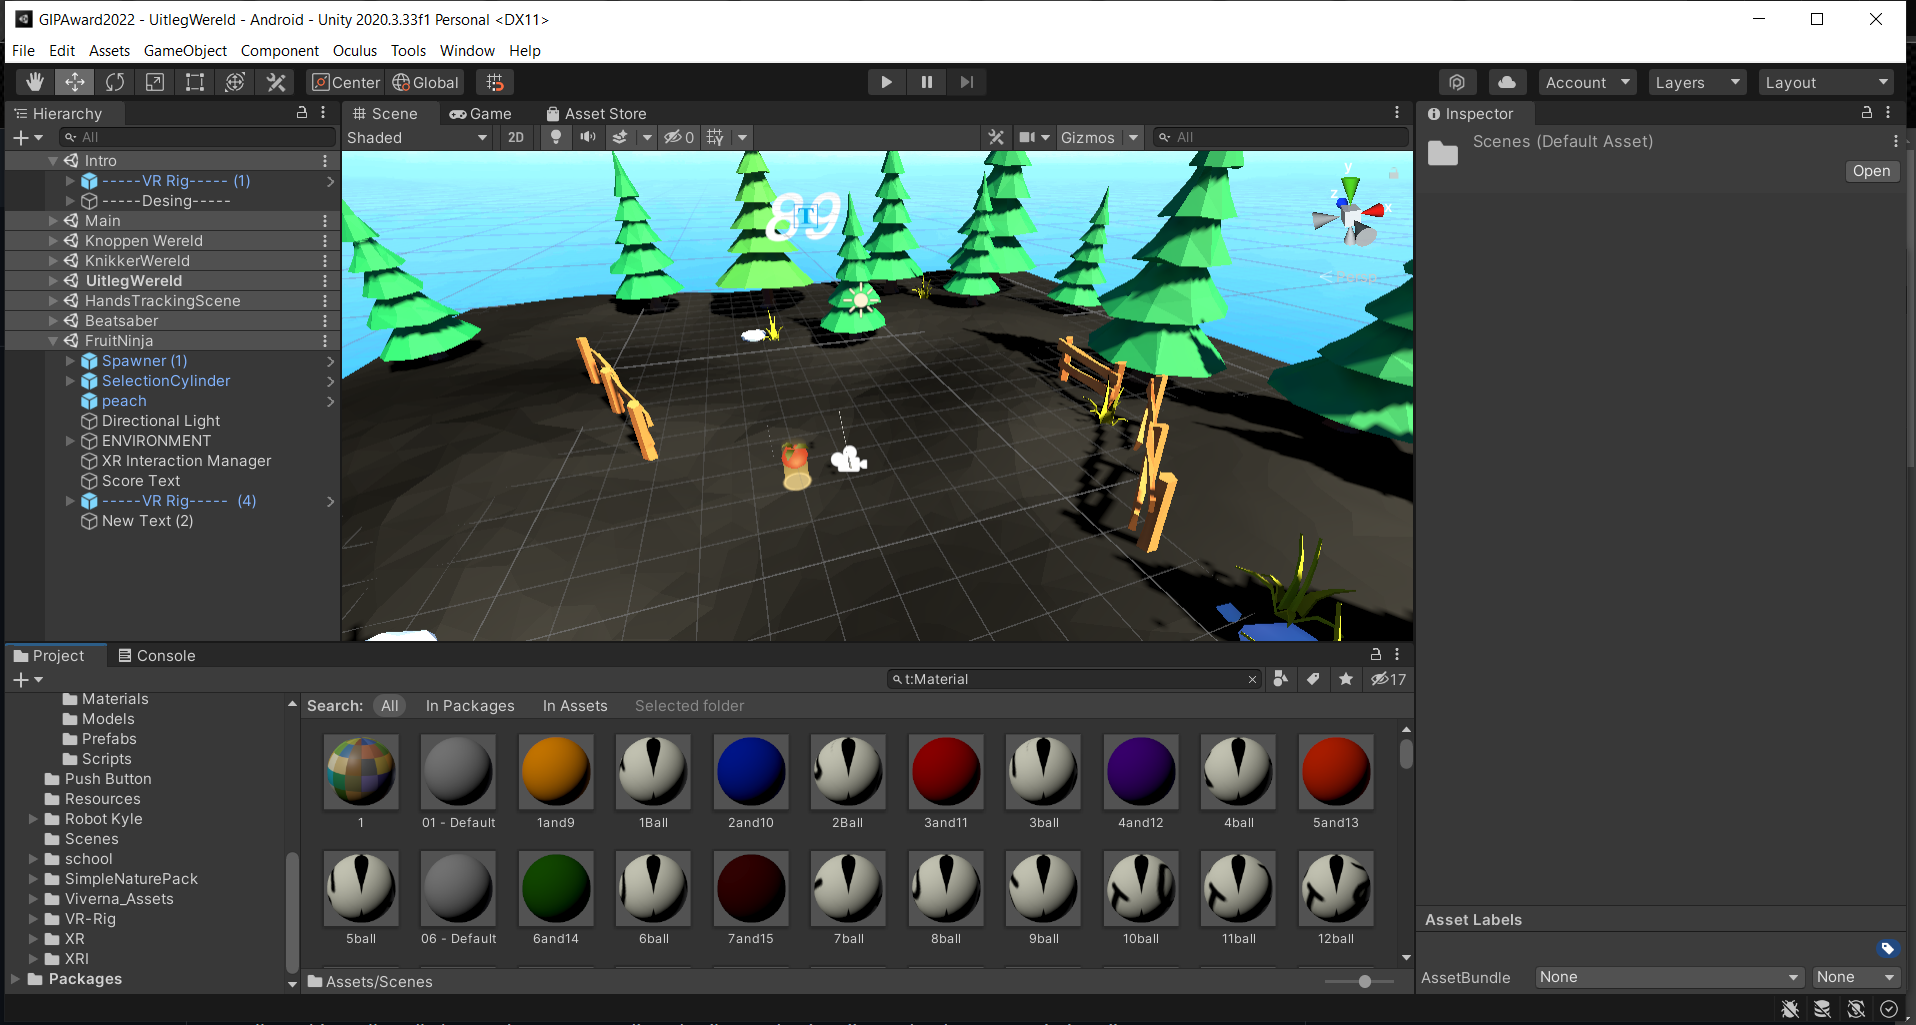 GIPAward2022 - UitlegWereld - Android - Unity 2020.3.33f1 Personal <DX11>
File Edit Assets GameObject Component Oculus Tools Window Help
Center Global Account Layers Layout
Hierarchy
All
Intro
-----VR Rig----- (1)
-----Desing-----
Main
Knoppen Wereld
KnikkerWereld
UitlegWereld
HandsTrackingScene
Beatsaber
FruitNinja
Spawner (1)
SelectionCylinder
peach
Directional Light
ENVIRONMENT
XR Interaction Manager
Score Text
-----VR Rig----- (4)
New Text (2)
Scene Game Asset Store
Shaded 2D 0 Gizmos All
89
T
y
z
x
Persp
Inspector
Scenes (Default Asset)
Open
Project Console
t:Material 17
Materials
Models
Prefabs
Scripts
Push Button
Resources
Robot Kyle
Scenes
school
SimpleNaturePack
Viverna_Assets
VR-Rig
XR
XRI
Packages
Search: All In Packages In Assets Selected folder
1 01 - Default 1and9 1Ball 2and10 2Ball 3and11 3ball 4and12 4ball 5and13
5ball 06 - Default 6and14 6ball 7and15 7ball 8ball 9ball 10ball 11ball 12ball
Assets/Scenes
Asset Labels
AssetBundle None None